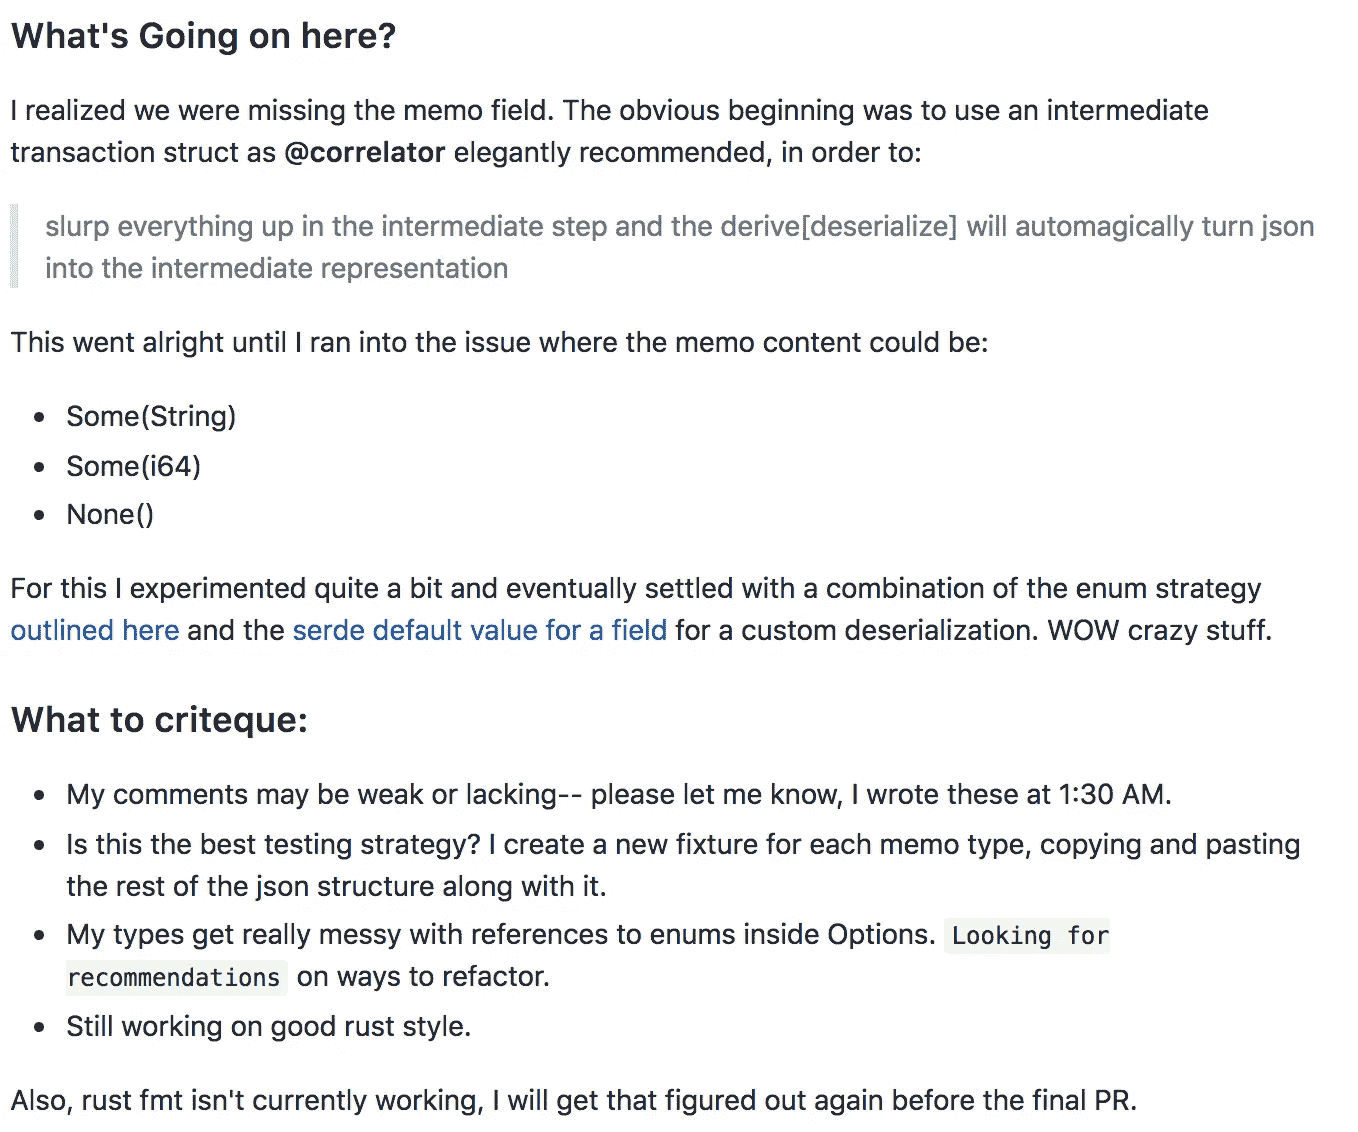 What's Going on here?
I realized we were missing the memo field. The obvious beginning was to use an intermediate
transaction struct as @correlator elegantly recommended, in order to:
slurp everything up in the intermediate step and the derive[deserialize] will automagically turn json
into the intermediate representation
This went alright until I ran into the issue where the memo content could be:
• Some(String)
• Some(i64)
• None()
For this I experimented quite a bit and eventually settled with a combination of the enum strategy
outlined here and the serde default value for a field for a custom deserialization. WOW crazy stuff.
What to criteque:
• My comments may be weak or lacking-- please let me know, I wrote these at 1:30 AM.
• Is this the best testing strategy? I create a new fixture for each memo type, copying and pasting
the rest of the json structure along with it.
• My types get really messy with references to enums inside Options. Looking for
recommendations on ways to refactor.
• Still working on good rust style.
Also, rust fmt isn't currently working, I will get that figured out again before the final PR.